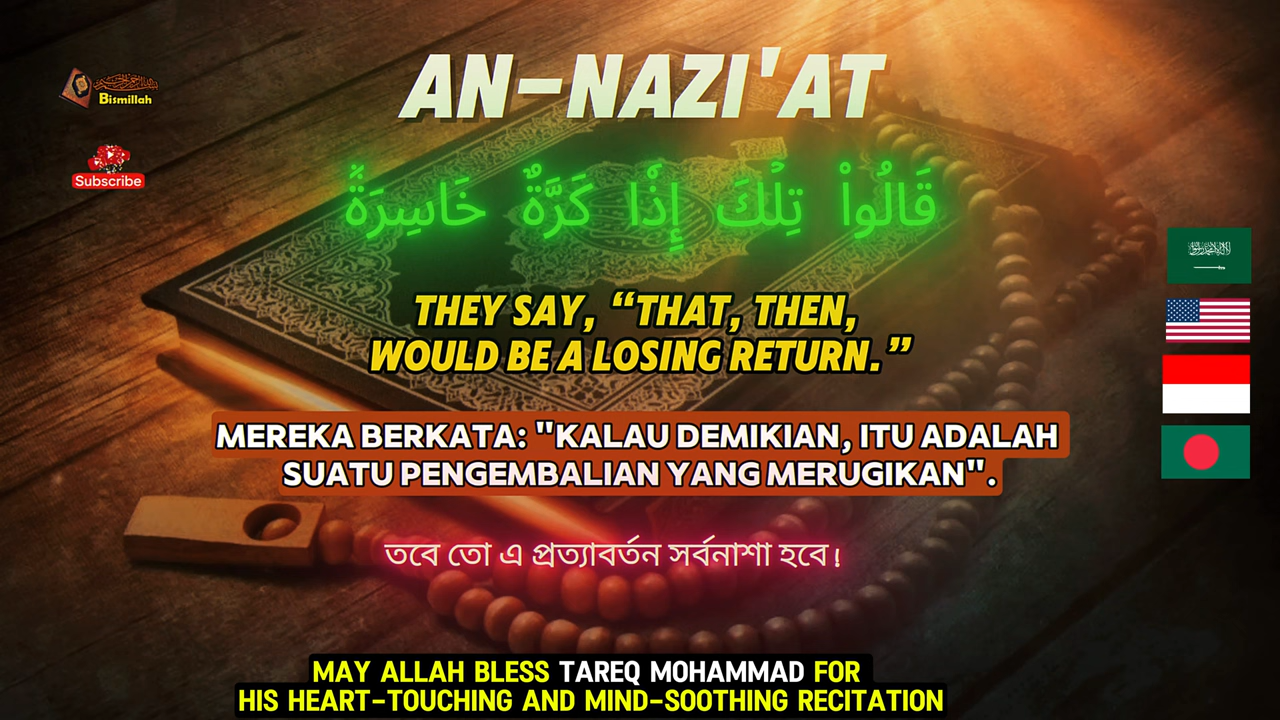 AN-NAZI'AT
Bismillah
Subscribe
قَالُواْ تِلۡكَ إِذٗا كَرَّةٌ خَاسِرَةٞ
THEY SAY, “THAT, THEN,
WOULD BE A LOSING RETURN.”
MEREKA BERKATA: "KALAU DEMIKIAN, ITU ADALAH
SUATU PENGEMBALIAN YANG MERUGIKAN".
তবে তো এ প্রত্যাবর্তন সর্বনাশা হবে!
MAY ALLAH BLESS TAREQ MOHAMMAD FOR
HIS HEART-TOUCHING AND MIND-SOOTHING RECITATION